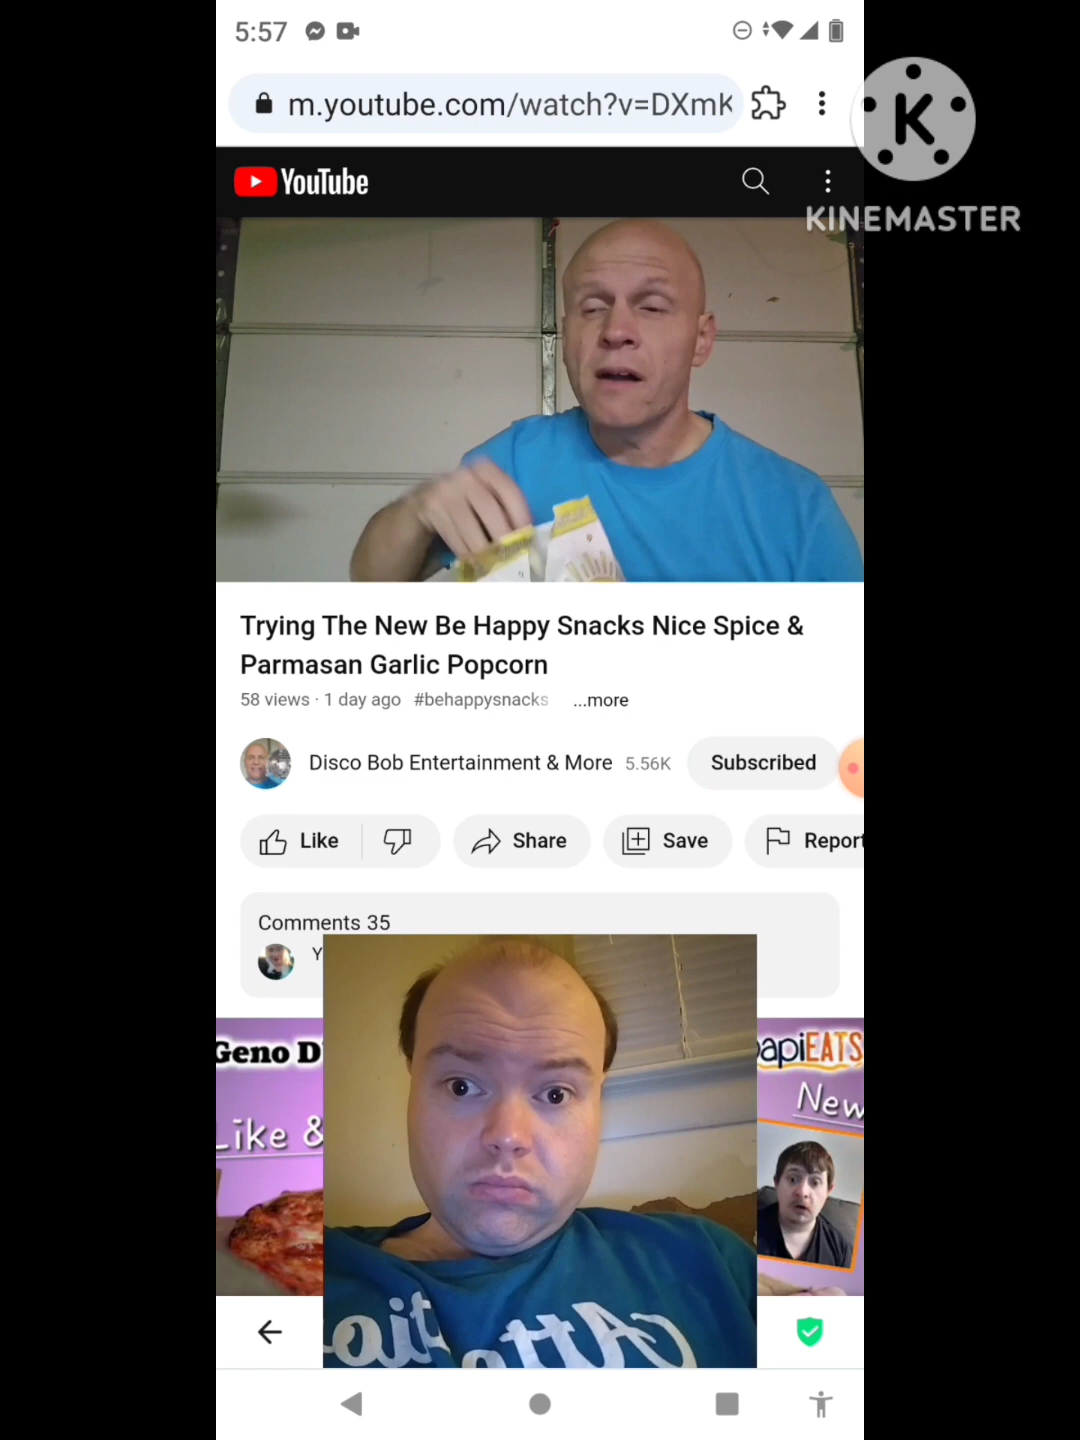 5:57
m.youtube.com/watch?v=DXmK
K
KINEMASTER
YouTube
Trying The New Be Happy Snacks Nice Spice &
Parmasan Garlic Popcorn
58 views · 1 day ago #behappysnacks ...more
Disco Bob Entertainment & More 5.56K Subscribed
Like Share Save Report
Comments 35
Y
Geno D
apiEATS
Like &
New